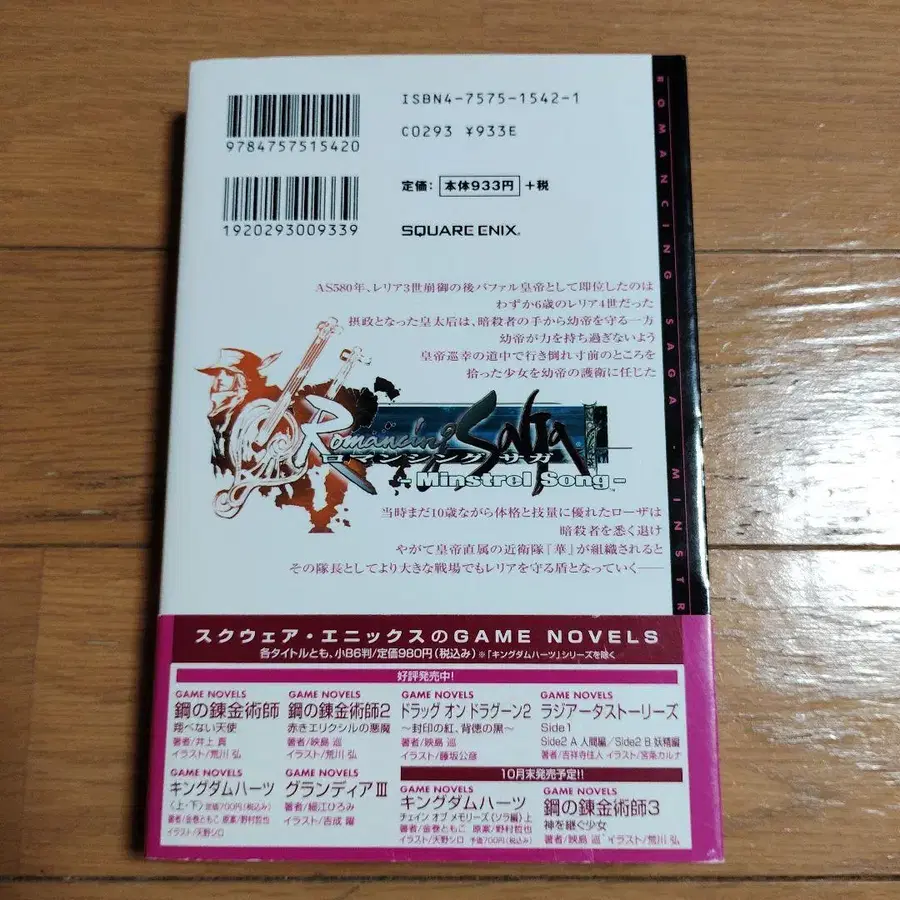 ISBN4-7575-1542-1
C0293 ¥933E
9784757515420
定価: 本体933円 +税
1920293009339
SQUARE ENIX®
AS580年、レリア3世崩御の後バファル皇帝として即位したのは
わずか6歳のレリア4世だった
摂政となった皇太后は、暗殺者の手から幼帝を守る一方
幼帝が力を持ち過ぎないよう
皇帝巡幸の道中で行き倒れ寸前のところを
拾った少女を幼帝の護衛に任じた
Romancing SaGa
ロマンシング サガ
- Minstrel Song -
当時まだ10歳ながら体格と技量に優れたローザは
暗殺者を悉く退け
やがて皇帝直属の近衛隊『華』が組織されると
その隊長としてより大きな戦場でもレリアを守る盾となっていく――
ROMANCING SAGA -MINSTR
スクウェア・エニックスのGAME NOVELS
各タイトルとも、小B6判/定価980円(税込み) ※「キングダムハーツ」シリーズを除く
好評発売中!
GAME NOVELS
鋼の錬金術師
翔べない天使
著者/井上 真
イラスト/荒川 弘
GAME NOVELS
鋼の錬金術師2
赤きエリクシルの悪魔
著者/映島 巡
イラスト/荒川 弘
GAME NOVELS
ドラッグ オン ドラグーン2
〜封印の紅、背徳の黒〜
著者/映島 巡
イラスト/藤坂公彦
GAME NOVELS
ラジアータストーリーズ
Side1
Side2 A 人間編/Side2 B 妖精編
著者/吉祥寺佳人 イラスト/宮条カルナ
GAME NOVELS
キングダムハーツ
〈上・下〉定価700円(税込み)
著者/金巻ともこ 原案/野村哲也
イラスト/天野シロ
GAME NOVELS
グランディアⅢ
著者/細江ひろみ
イラスト/吉成 曜
10月末発売予定!!
GAME NOVELS
キングダムハーツ
チェイン オブ メモリーズ〈ソラ編〉上
著者/金巻ともこ 原案/野村哲也
イラスト/天野シロ 予価700円(税込み)
GAME NOVELS
鋼の錬金術師3
神を継ぐ少女
著者/映島 巡 イラスト/荒川 弘